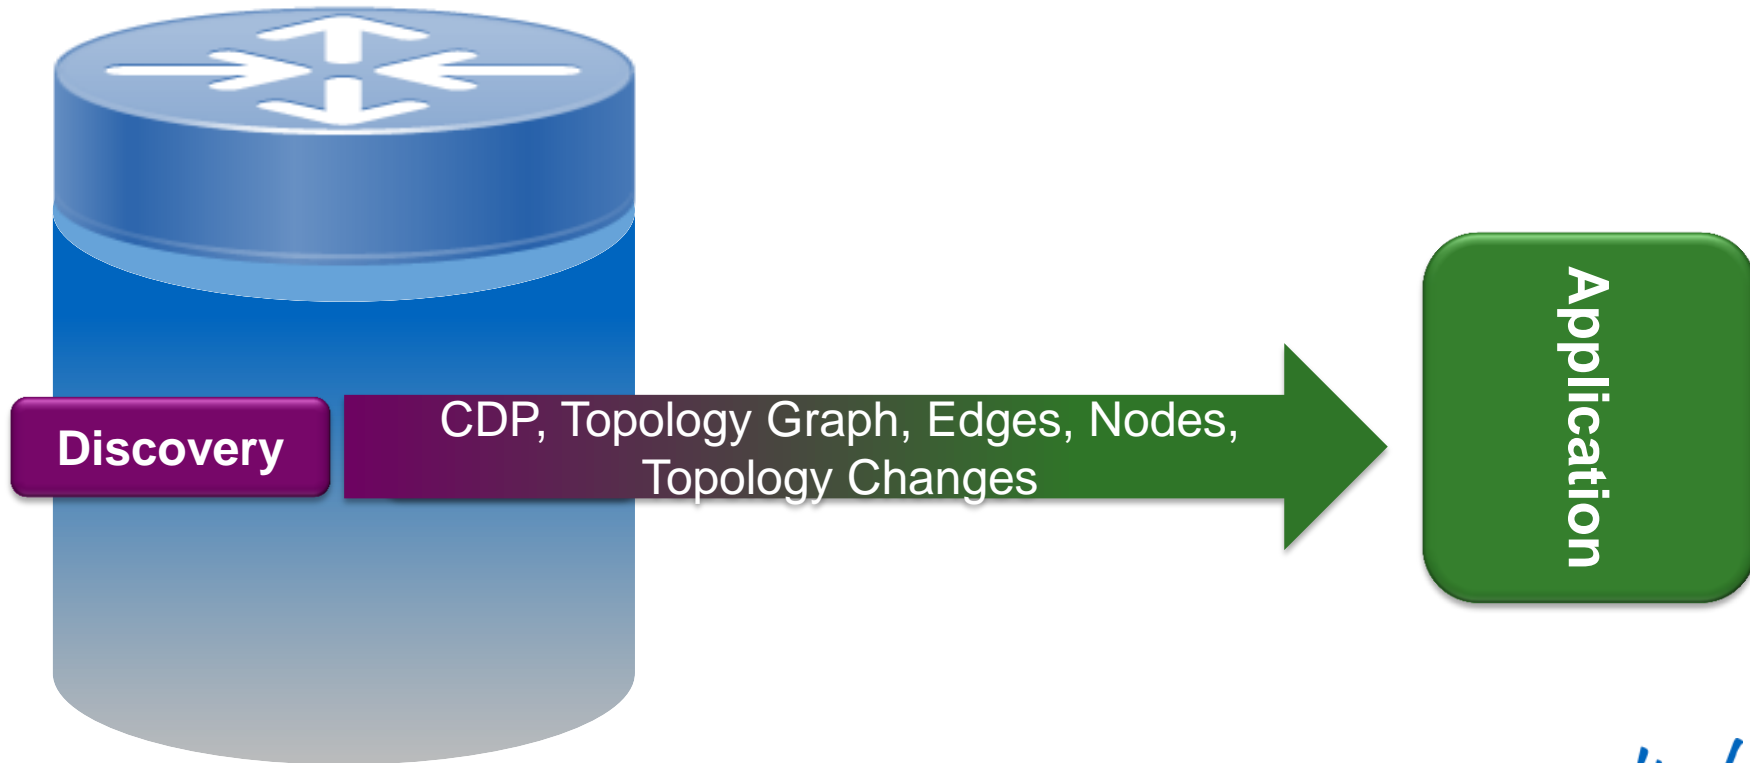 Discovery
CDP, Topology Graph, Edges, Nodes,
Topology Changes
Application